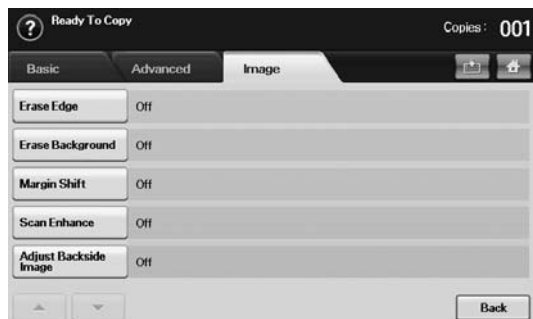 ? Ready To Copy
Copies: 001
Basic Advanced Image
Erase Edge Off
Erase Background Off
Margin Shift Off
Scan Enhance Off
Adjust Backside
Image Off
Back